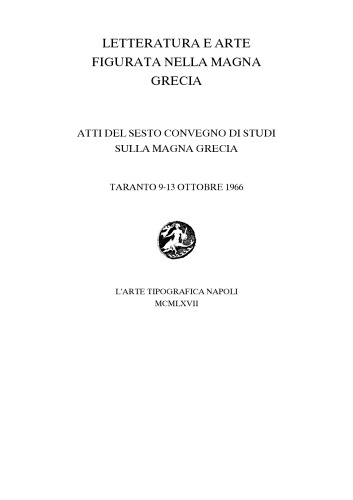 LETTERATURA E ARTE
FIGURATA NELLA MAGNA
GRECIA
ATTI DEL SESTO CONVEGNO DI STUDI
SULLA MAGNA GRECIA
TARANTO 9-13 OTTOBRE 1966
L'ARTE TIPOGRAFICA NAPOLI
MCMLXVII